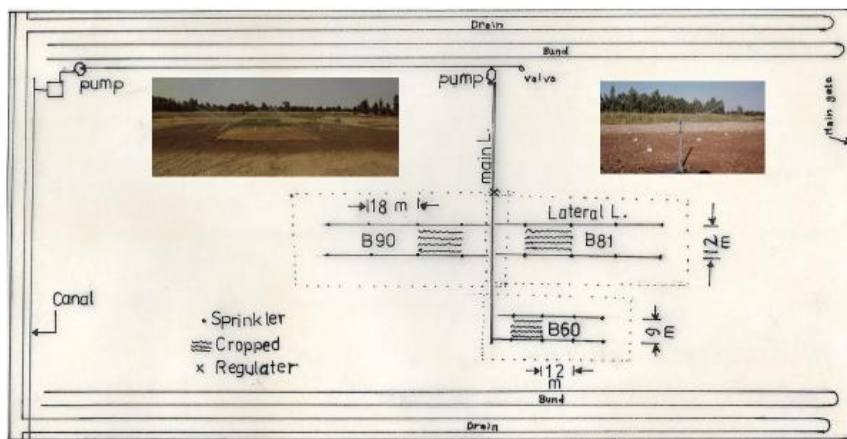 Drain
Bund
pump
pump
valva
Main gate
main L.
18 m
Lateral L.
B90
B81
12 m
Canal
• Sprinkler
Cropped
× Regulater
B60
9 m
12 m
Bund
Drain